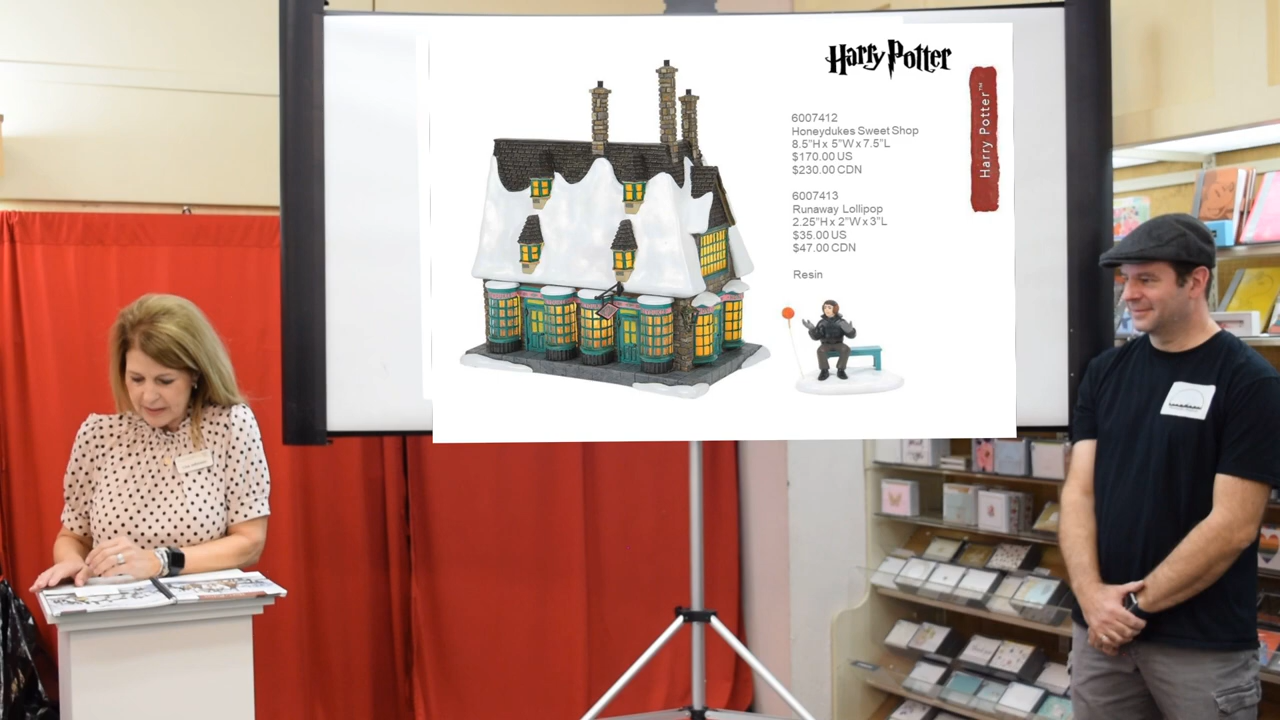 Harry Potter
Harry Potter™
6007412
Honeydukes Sweet Shop
8.5"H x 5"W x 7.5"L
$170.00 US
$230.00 CDN
6007413
Runaway Lollipop
2.25"H x 2"W x 3"L
$35.00 US
$47.00 CDN
Resin